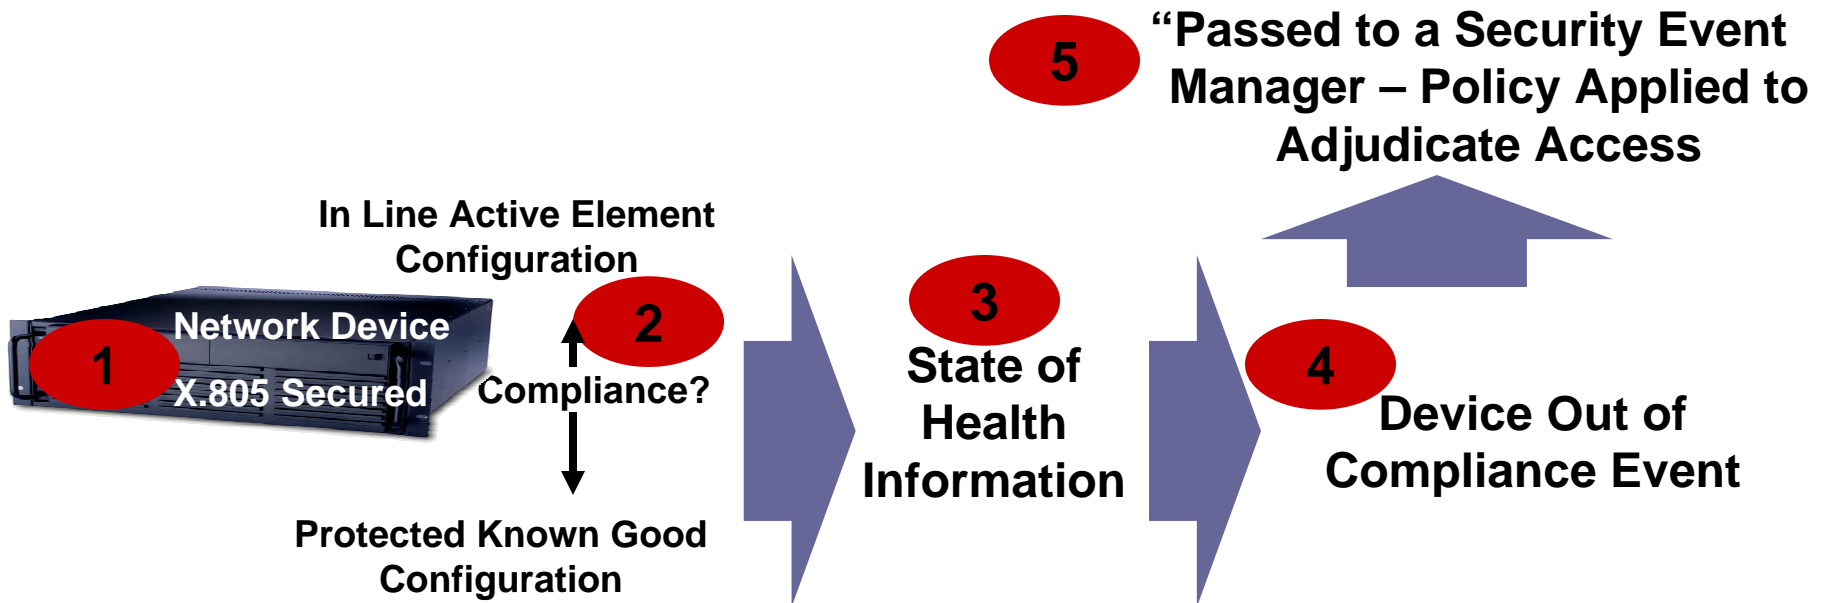 1
Network Device
X.805 Secured
In Line Active Element
Configuration
2
Compliance?
Protected Known Good
Configuration
3
State of
Health
Information
4
Device Out of
Compliance Event
5
“Passed to a Security Event
Manager – Policy Applied to
Adjudicate Access